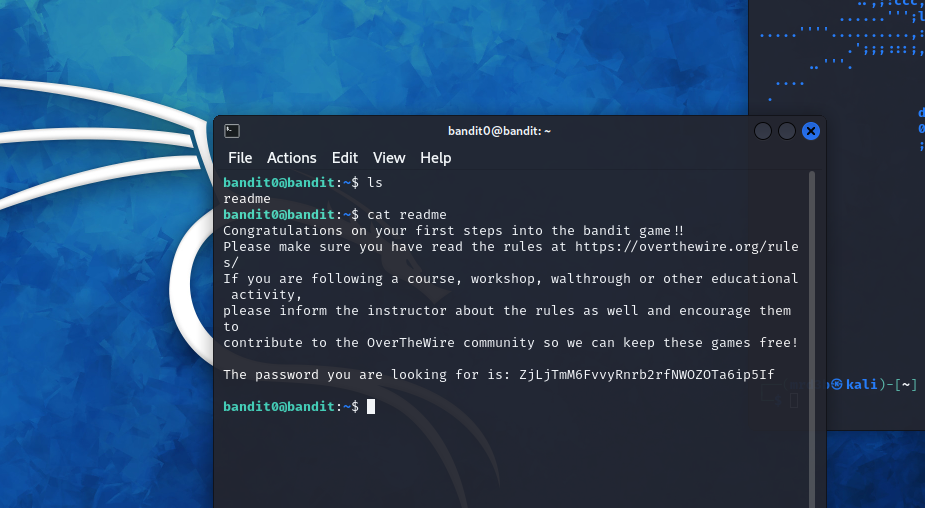 bandit0@bandit: ~
File Actions Edit View Help
bandit0@bandit:~$ ls
readme
bandit0@bandit:~$ cat readme
Congratulations on your first steps into the bandit game!!
Please make sure you have read the rules at https://overthewire.org/rule
s/
If you are following a course, workshop, walthrough or other educational
 activity,
please inform the instructor about the rules as well and encourage them
to
contribute to the OverTheWire community so we can keep these games free!
The password you are looking for is: ZjLjTmM6FvvyRnrb2rfNWOZOTa6ip5If
bandit0@bandit:~$
kali)-[~]